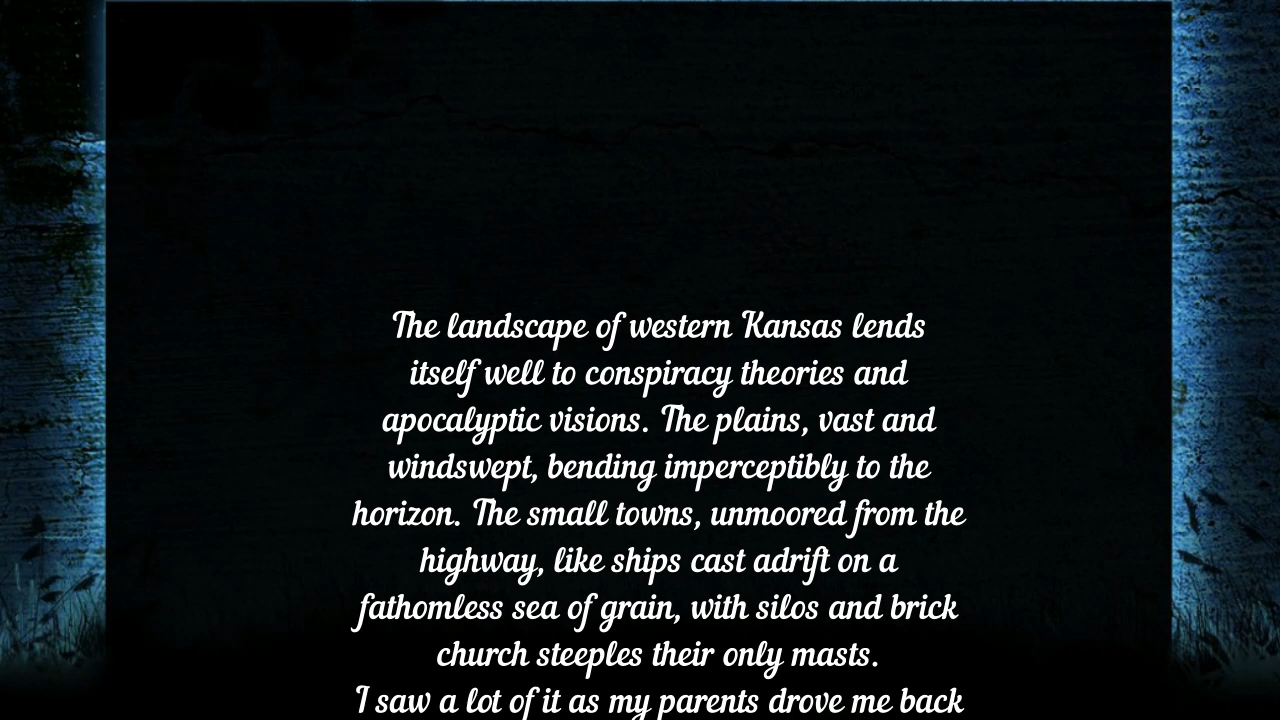 The landscape of western Kansas lends
itself well to conspiracy theories and
apocalyptic visions. The plains, vast and
windswept, bending imperceptibly to the
horizon. The small towns, unmoored from the
highway, like ships cast adrift on a
fathomless sea of grain, with silos and brick
church steeples their only masts.
I saw a lot of it as my parents drove me back